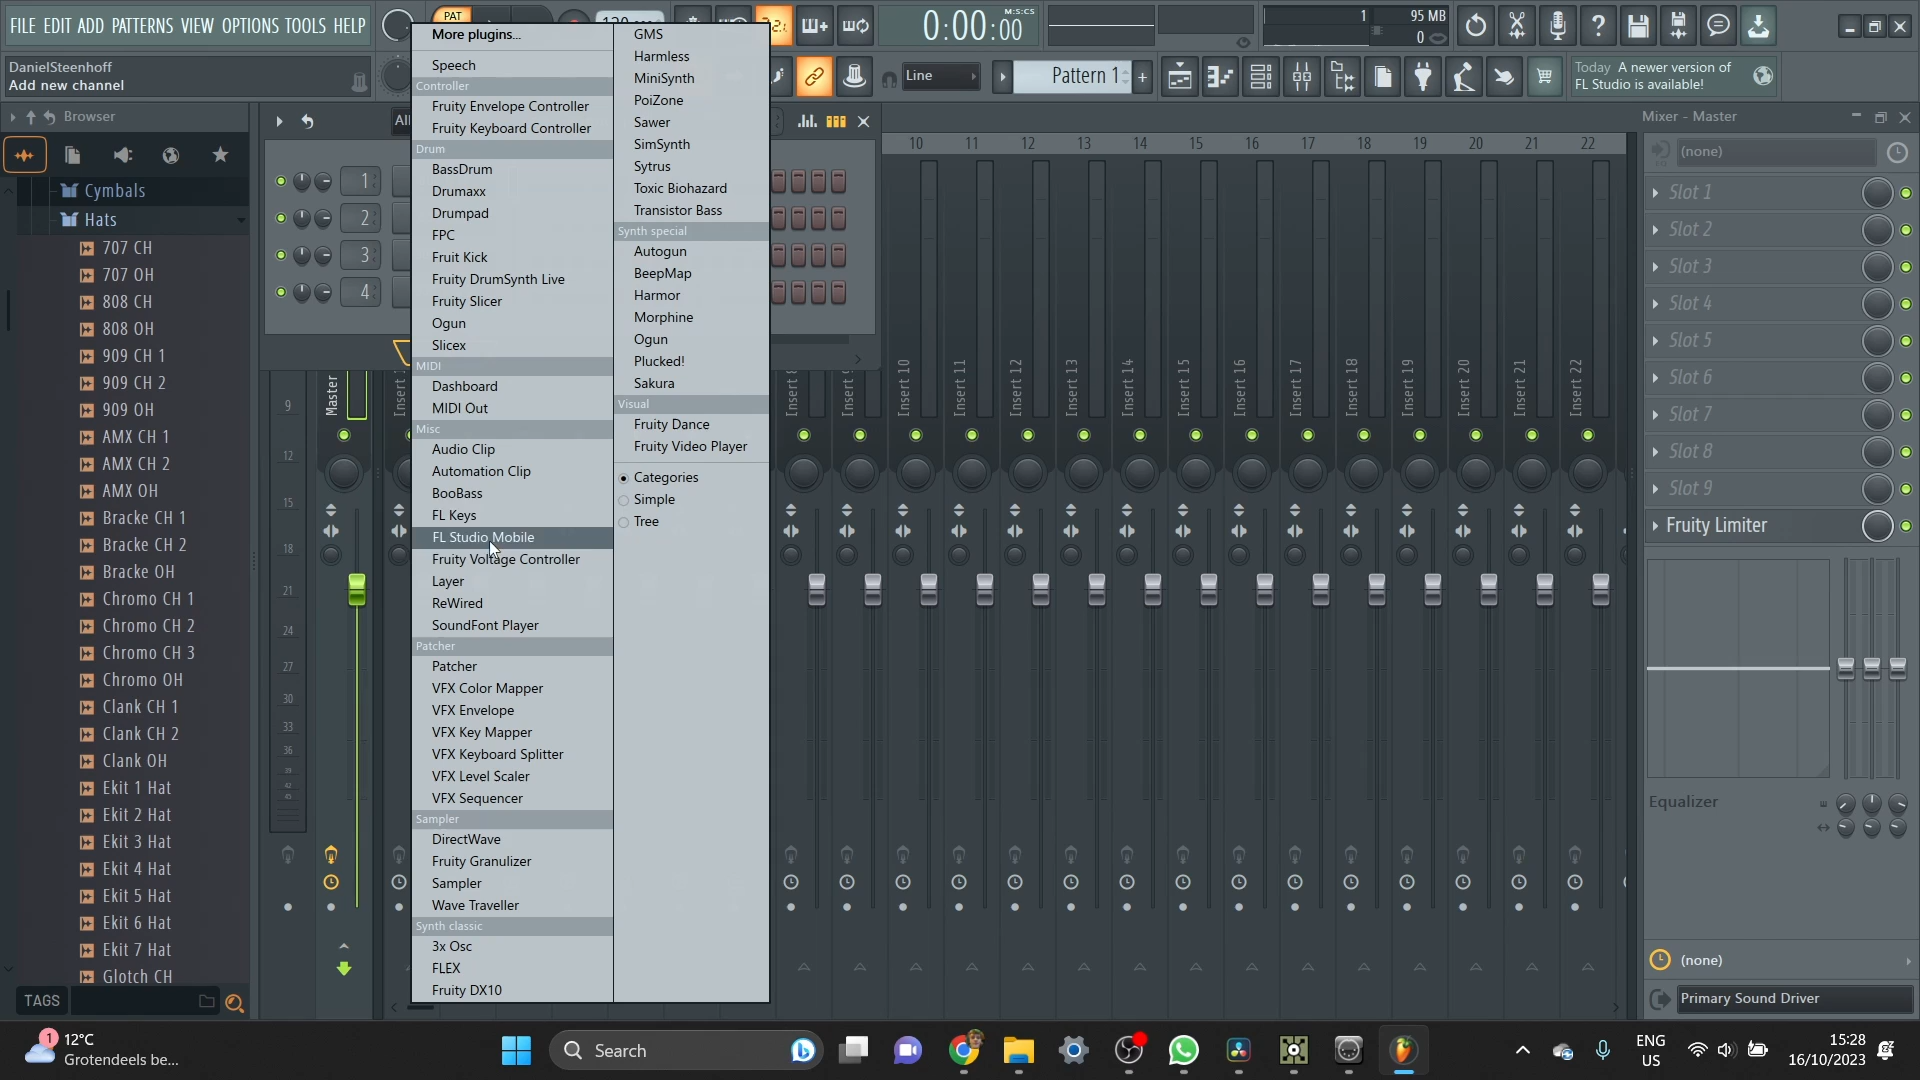 FILE EDIT ADD PATTERNS VIEW OPTIONS TOOLS HELP
PAT
0:00:00
M:S:CS
1
95 MB
0
DanielSteenhoff
Add new channel
Line
Pattern 1
Today A newer version of
FL Studio is available!
Browser
Cymbals
Hats
707 CH
707 OH
808 CH
808 OH
909 CH 1
909 CH 2
909 OH
AMX CH 1
AMX CH 2
AMX OH
Bracke CH 1
Bracke CH 2
Bracke OH
Chromo CH 1
Chromo CH 2
Chromo CH 3
Chromo OH
Clank CH 1
Clank CH 2
Clank OH
Ekit 1 Hat
Ekit 2 Hat
Ekit 3 Hat
Ekit 4 Hat
Ekit 5 Hat
Ekit 6 Hat
Ekit 7 Hat
Glotch CH
TAGS
1
2
3
4
More plugins...
Speech
Controller
Fruity Envelope Controller
Fruity Keyboard Controller
Drum
BassDrum
Drumaxx
Drumpad
FPC
Fruit Kick
Fruity DrumSynth Live
Fruity Slicer
Ogun
Slicex
MIDI
Dashboard
MIDI Out
Misc
Audio Clip
Automation Clip
BooBass
FL Keys
FL Studio Mobile
Fruity Voltage Controller
Layer
ReWired
SoundFont Player
Patcher
Patcher
VFX Color Mapper
VFX Envelope
VFX Key Mapper
VFX Keyboard Splitter
VFX Level Scaler
VFX Sequencer
Sampler
DirectWave
Fruity Granulizer
Sampler
Wave Traveller
Synth classic
3x Osc
FLEX
Fruity DX10
GMS
Harmless
MiniSynth
PoiZone
Sawer
SimSynth
Sytrus
Toxic Biohazard
Transistor Bass
Synth special
Autogun
BeepMap
Harmor
Morphine
Ogun
Plucked!
Sakura
Visual
Fruity Dance
Fruity Video Player
Categories
Simple
Tree
10 11 12 13 14 15 16 17 18 19 20 21 22
9
12
15
18
21
24
27
30
33
36
Master
Insert 10
Insert 11
Insert 12
Insert 13
Insert 14
Insert 15
Insert 16
Insert 17
Insert 18
Insert 19
Insert 20
Insert 21
Insert 22
Mixer - Master
(none)
Slot 1
Slot 2
Slot 3
Slot 4
Slot 5
Slot 6
Slot 7
Slot 8
Slot 9
Fruity Limiter
Equalizer
(none)
Primary Sound Driver
1
12°C
Grotendeels be...
Search
ENG
US
15:28
16/10/2023